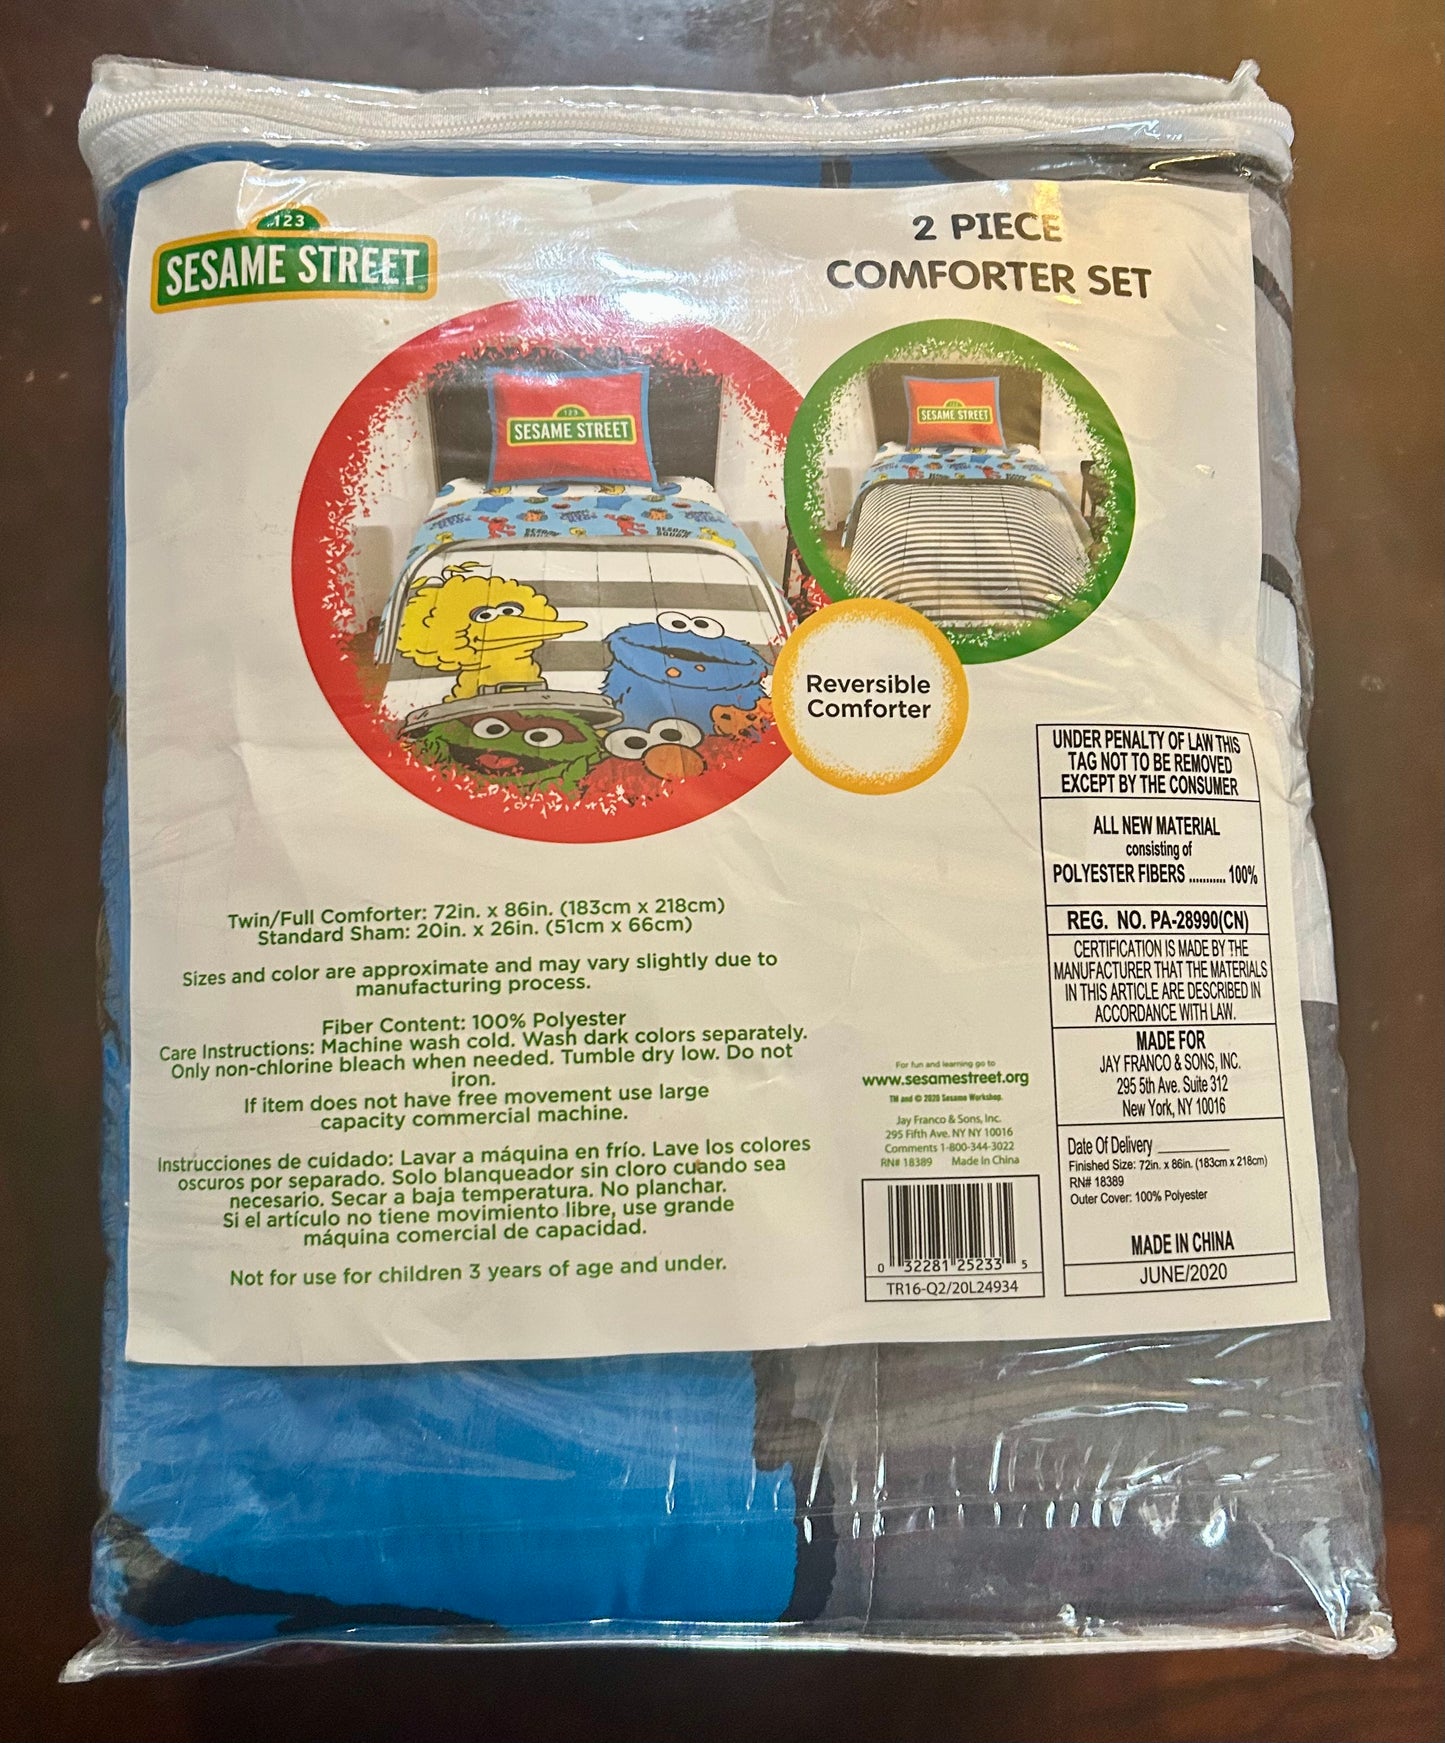 123
SESAME STREET
2 PIECE
COMFORTER SET
123
SESAME STREET
SESAME STREET
Reversible
Comforter
Twin/Full Comforter: 72in. x 86in. (183cm x 218cm)
Standard Sham: 20in. x 26in. (51cm x 66cm)
Sizes and color are approximate and may vary slightly due to
manufacturing process.
Fiber Content: 100% Polyester
Care Instructions: Machine wash cold. Wash dark colors separately.
Only non-chlorine bleach when needed. Tumble dry low. Do not
iron.
If item does not have free movement use large
capacity commercial machine.
Instrucciones de cuidado: Lavar a máquina en frío. Lave los colores
oscuros por separado. Solo blanqueador sin cloro cuando sea
necesario. Secar a baja temperatura. No planchar.
Si el artículo no tiene movimiento libre, use grande
máquina comercial de capacidad.
Not for use for children 3 years of age and under.
For fun and learning go to
www.sesamestreet.org
TM and © 2020 Sesame Workshop.
Jay Franco & Sons, Inc.
295 Fifth Ave. NY NY 10016
Comments 1-800-344-3022
RN# 18389 Made In China
0 32281 25233 5
TR16-Q2/20L24934
UNDER PENALTY OF LAW THIS
TAG NOT TO BE REMOVED
EXCEPT BY THE CONSUMER
ALL NEW MATERIAL
consisting of
POLYESTER FIBERS ........... 100%
REG. NO. PA-28990(CN)
CERTIFICATION IS MADE BY THE
MANUFACTURER THAT THE MATERIALS
IN THIS ARTICLE ARE DESCRIBED IN
ACCORDANCE WITH LAW.
MADE FOR
JAY FRANCO & SONS, INC.
295 5th Ave. Suite 312
New York, NY 10016
Date Of Delivery ___________
Finished Size: 72in. x 86in. (183cm x 218cm)
RN# 18389
Outer Cover: 100% Polyester
MADE IN CHINA
JUNE/2020